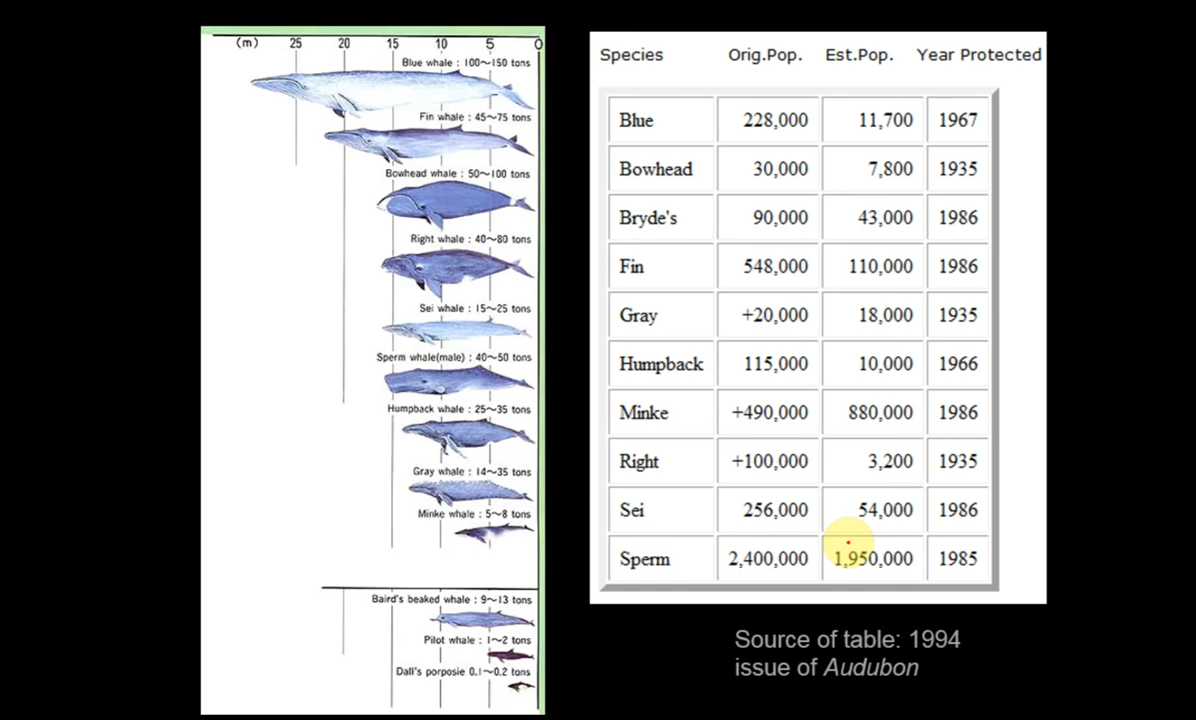 (m) 25 20 15 10 5 0
Blue whale : 100~150 tons
Fin whale : 45~75 tons
Bowhead whale : 50~100 tons
Right whale : 40~80 tons
Sei whale : 15~25 tons
Sperm whale(male) : 40~50 tons
Humpback whale : 25~35 tons
Gray whale : 14~35 tons
Minke whale : 5~8 tons
Baird's beaked whale : 9~13 tons
Pilot whale : 1~2 tons
Dall's porposie 0.1~0.2 tons
Species Orig.Pop. Est.Pop. Year Protected
Blue 228,000 11,700 1967
Bowhead 30,000 7,800 1935
Bryde's 90,000 43,000 1986
Fin 548,000 110,000 1986
Gray +20,000 18,000 1935
Humpback 115,000 10,000 1966
Minke +490,000 880,000 1986
Right +100,000 3,200 1935
Sei 256,000 54,000 1986
Sperm 2,400,000 1,950,000 1985
Source of table: 1994
issue of Audubon